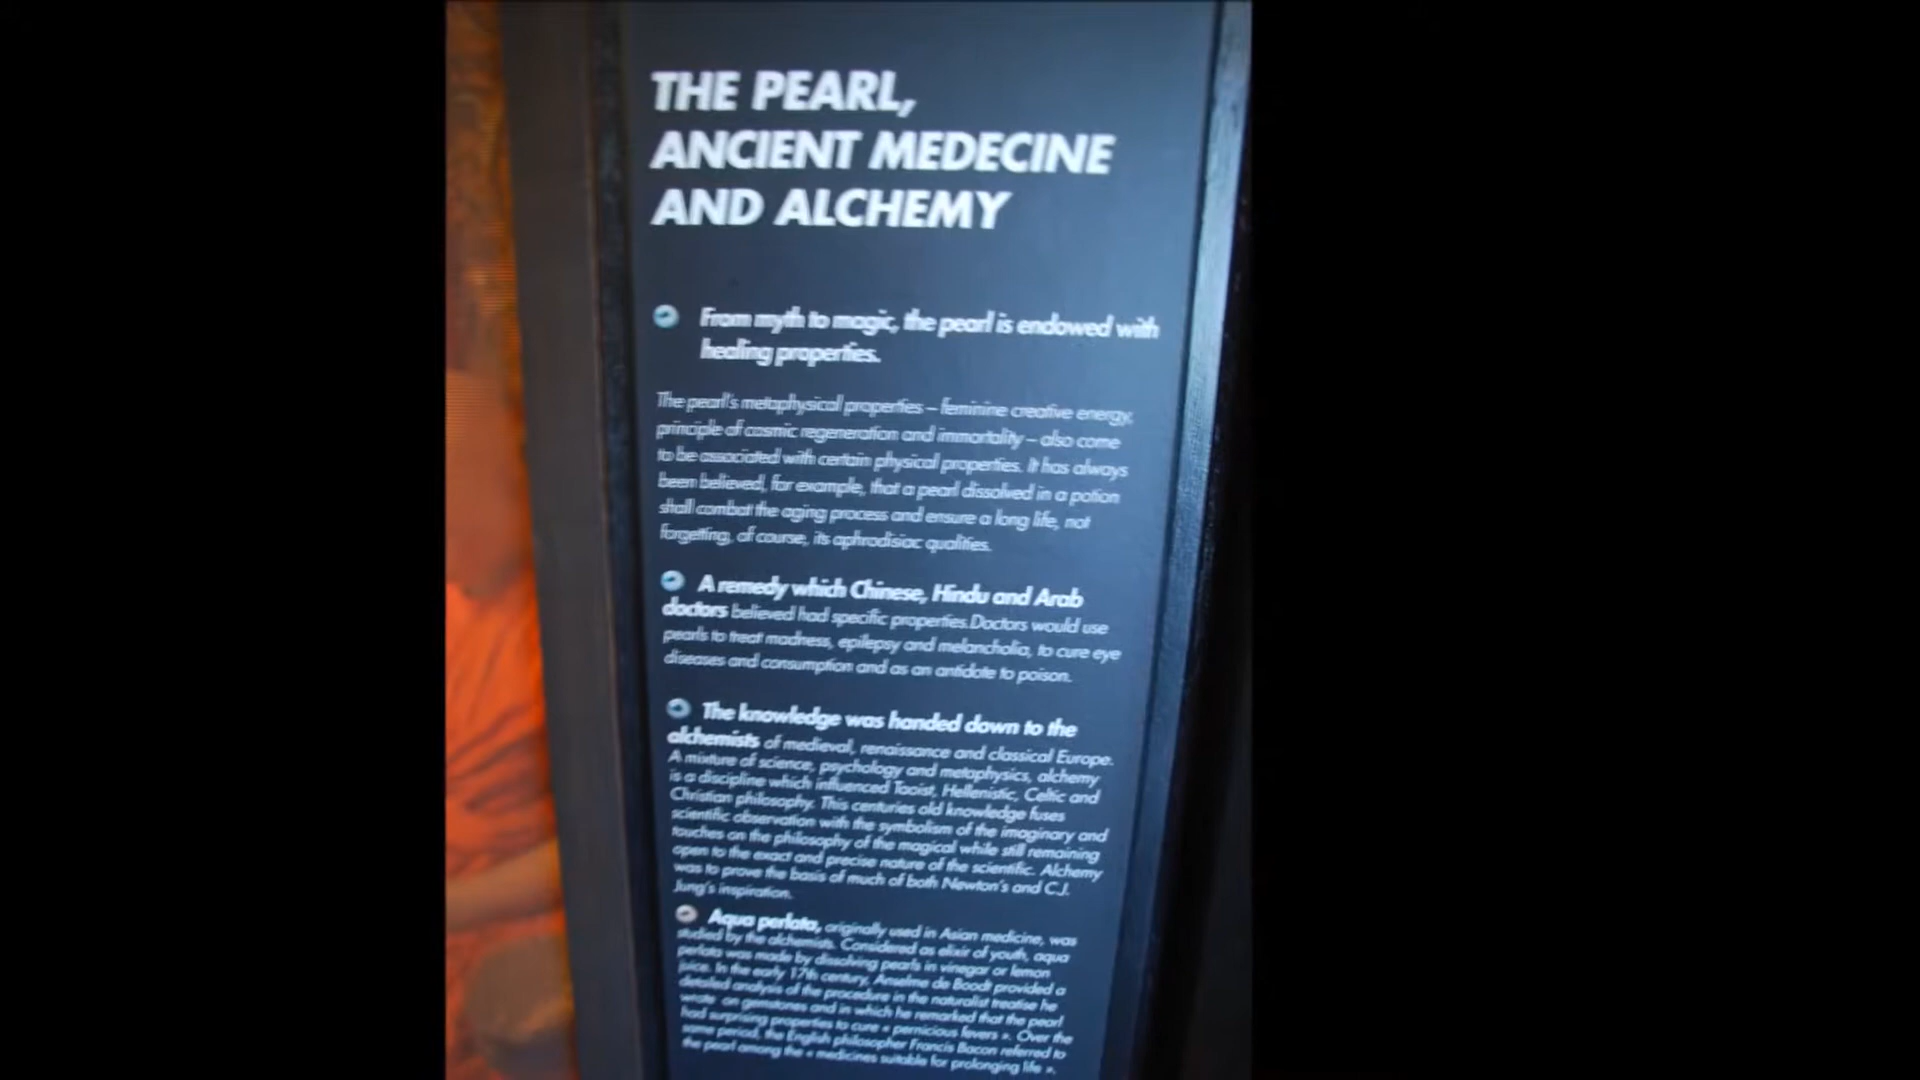 THE PEARL,
ANCIENT MEDECINE
AND ALCHEMY
From myth to magic, the pearl is endowed with
healing properties.
The pearl's metaphysical properties – feminine creative energy,
principle of cosmic regeneration and immortality – also come
to be associated with certain physical properties. It has always
been believed, for example, that a pearl dissolved in a potion
shall combat the aging process and ensure a long life, not
forgetting, of course, its aphrodisiac qualities.
A remedy which Chinese, Hindu and Arab
doctors believed had specific properties.Doctors would use
pearls to treat madness, epilepsy and melancholia, to cure eye
diseases and consumption and as an antidote to poison.
The knowledge was handed down to the
alchemists of medieval, renaissance and classical Europe.
A mixture of science, psychology and metaphysics, alchemy
is a discipline which influenced Taoist, Hellenistic, Celtic and
Christian philosophy. This centuries old knowledge fuses
scientific observation with the symbolism of the imaginary and
touches on the philosophy of the magical while still remaining
open to the exact and precise nature of the scientific. Alchemy
was to prove the basis of much of both Newton's and C.J.
Jung's inspiration.
Aqua perlata, originally used in Asian medicine, was
studied by the alchemists. Considered as elixir of youth, aqua
perlata was made by dissolving pearls in vinegar or lemon
juice. In the early 17th century, Anselme de Boodt provided a
detailed analysis of the procedure in the naturalist treatise he
wrote on gemstones and in which he remarked that the pearl
had surprising properties to cure « pernicious fevers ». Over the
same period, the English philosopher Francis Bacon referred to
the pearl among the « medicines suitable for prolonging life ».